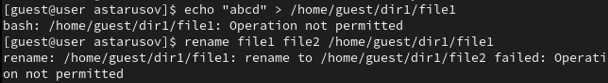 [guest@user astarusov]$ echo "abcd" > /home/guest/dir1/file1
bash: /home/guest/dir1/file1: Operation not permitted
[guest@user astarusov]$ rename file1 file2 /home/guest/dir1/file1
rename: /home/guest/dir1/file1: rename to /home/guest/dir1/file2 failed: Operati
on not permitted